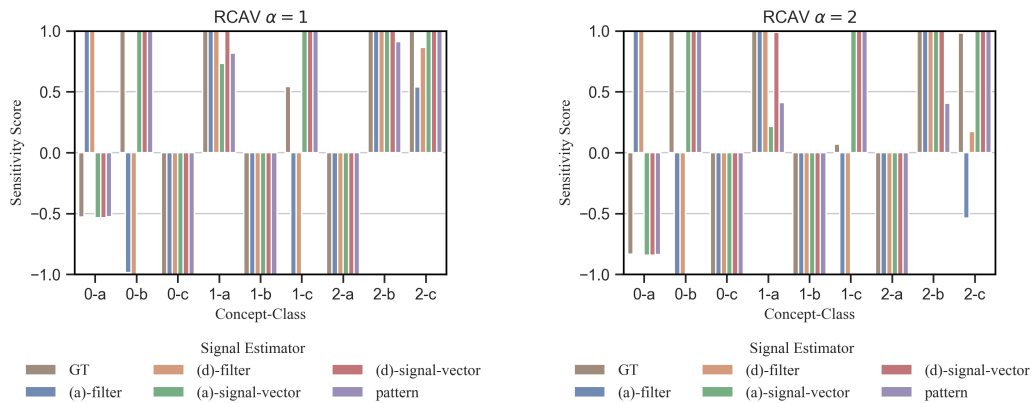 RCAV α = 1
1.0
0.5
0.0
−0.5
−1.0
Sensitivity Score
0-a 0-b 0-c 1-a 1-b 1-c 2-a 2-b 2-c
Concept-Class
Signal Estimator
GT (d)-filter (d)-signal-vector
(a)-filter (a)-signal-vector pattern
RCAV α = 2
1.0
0.5
0.0
−0.5
−1.0
Sensitivity Score
0-a 0-b 0-c 1-a 1-b 1-c 2-a 2-b 2-c
Concept-Class
Signal Estimator
GT (d)-filter (d)-signal-vector
(a)-filter (a)-signal-vector pattern